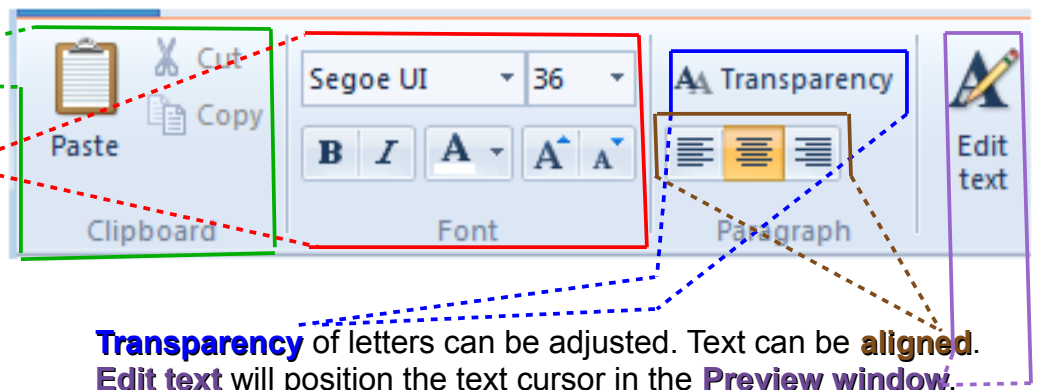 Cut
Segoe UI 36 Transparency
Copy
Paste B I A A A Edit
text
Clipboard Font Paragraph
Transparency of letters can be adjusted. Text can be aligned.
Edit text will position the text cursor in the Preview window.